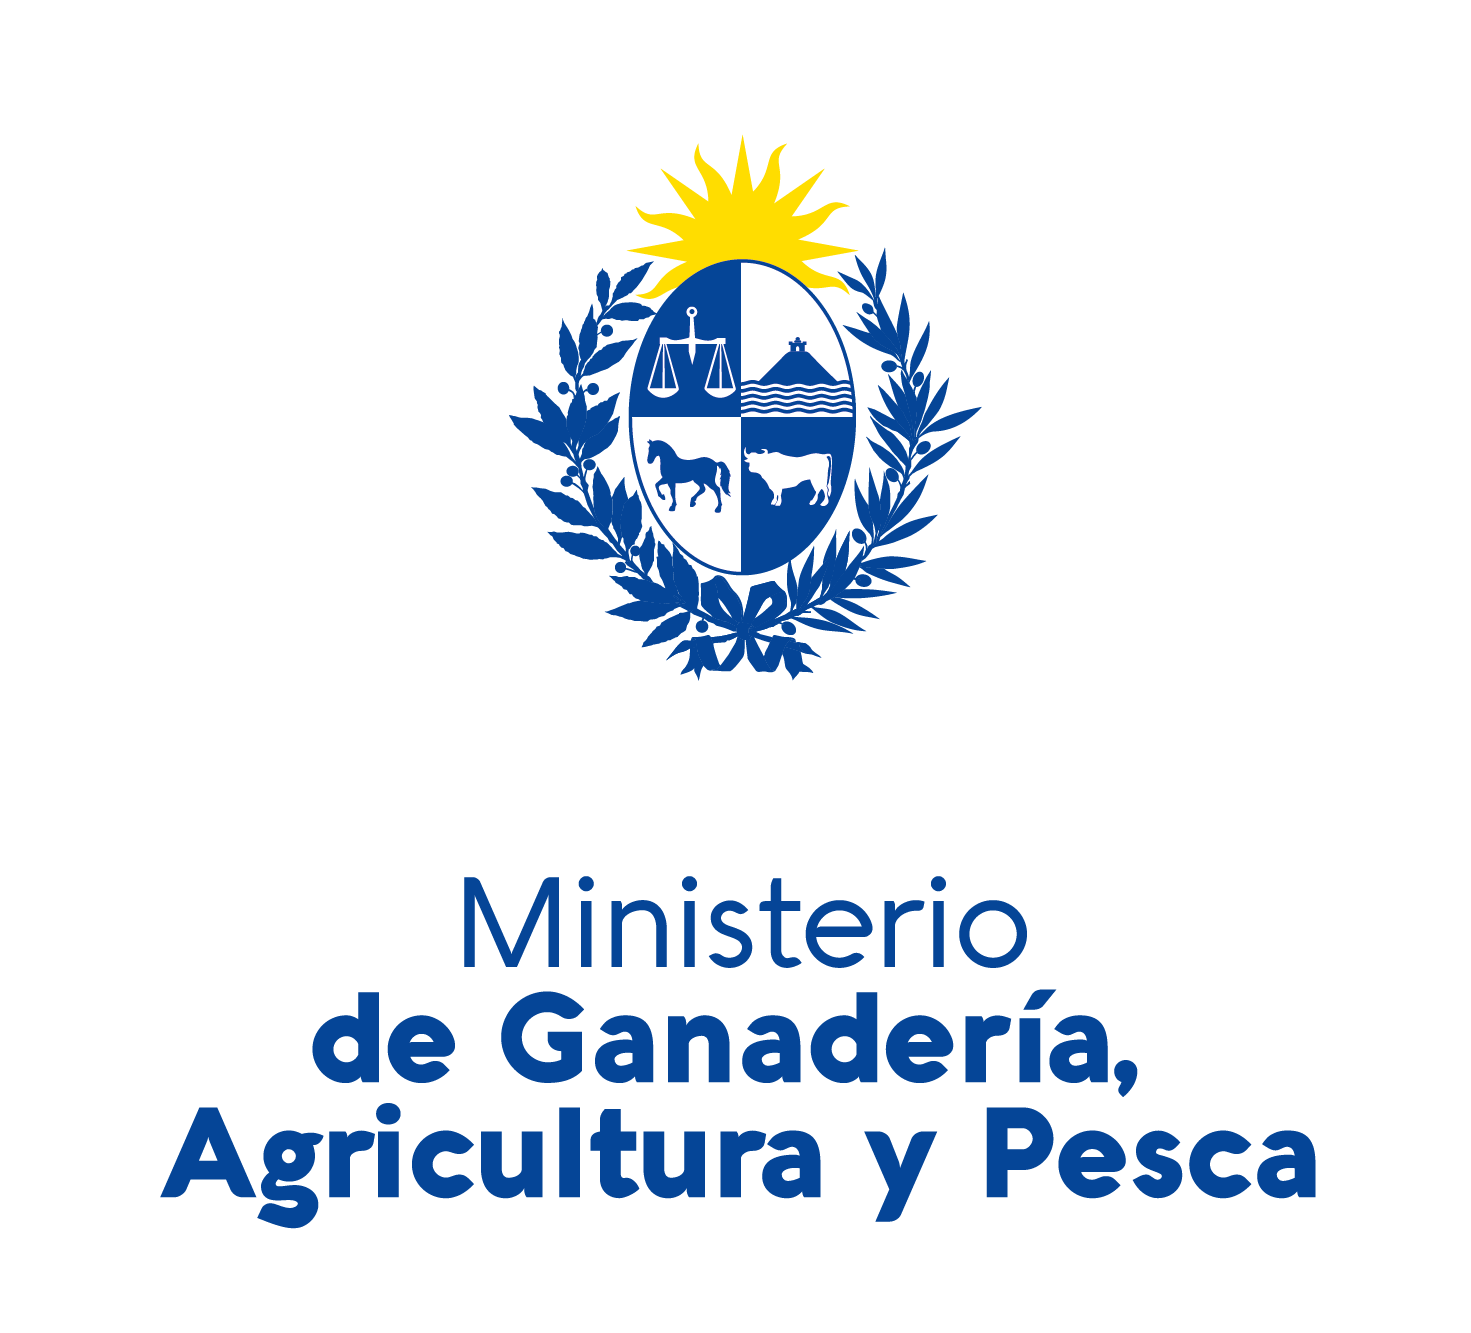 Ministerio
de Ganadería,
Agricultura y Pesca